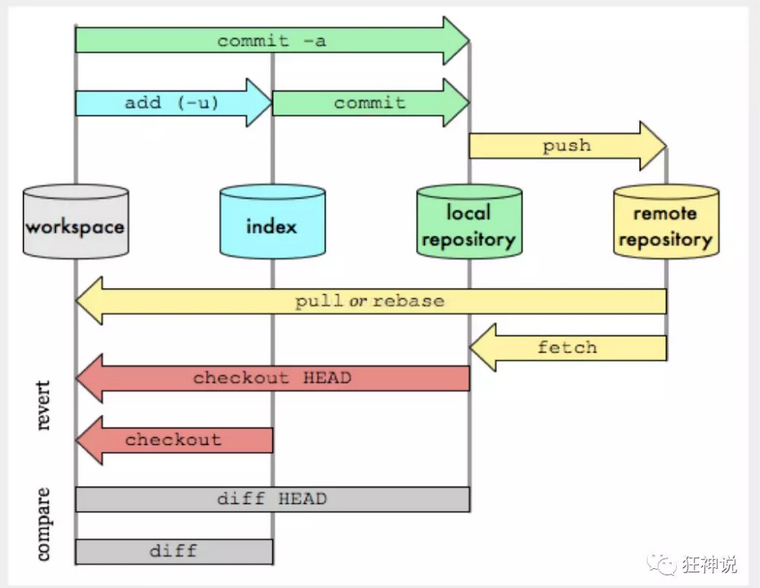 commit -a
add (-u)
commit
push
workspace
index
local
repository
remote
repository
pull or rebase
fetch
revert
checkout HEAD
checkout
compare
diff HEAD
diff
狂神说